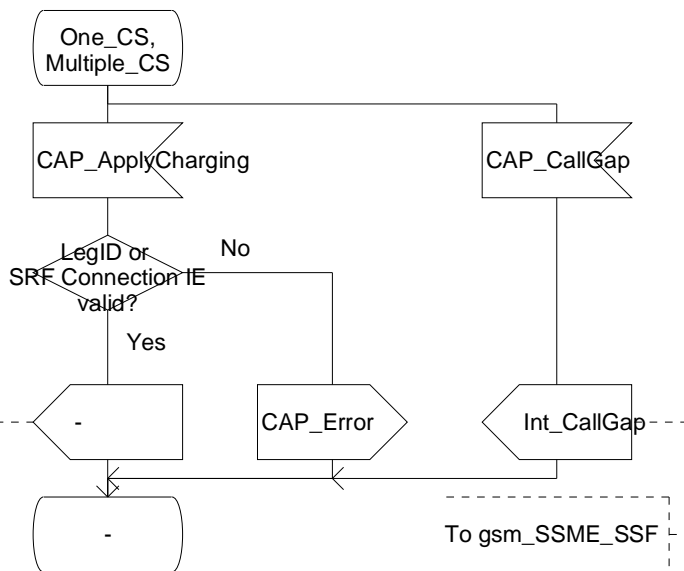 One_CS,
Multiple_CS
CAP_ApplyCharging
CAP_CallGap
LegID or
SRF Connection IE
valid?
No
Yes
-
CAP_Error
Int_CallGap
-
To gsm_SSME_SSF